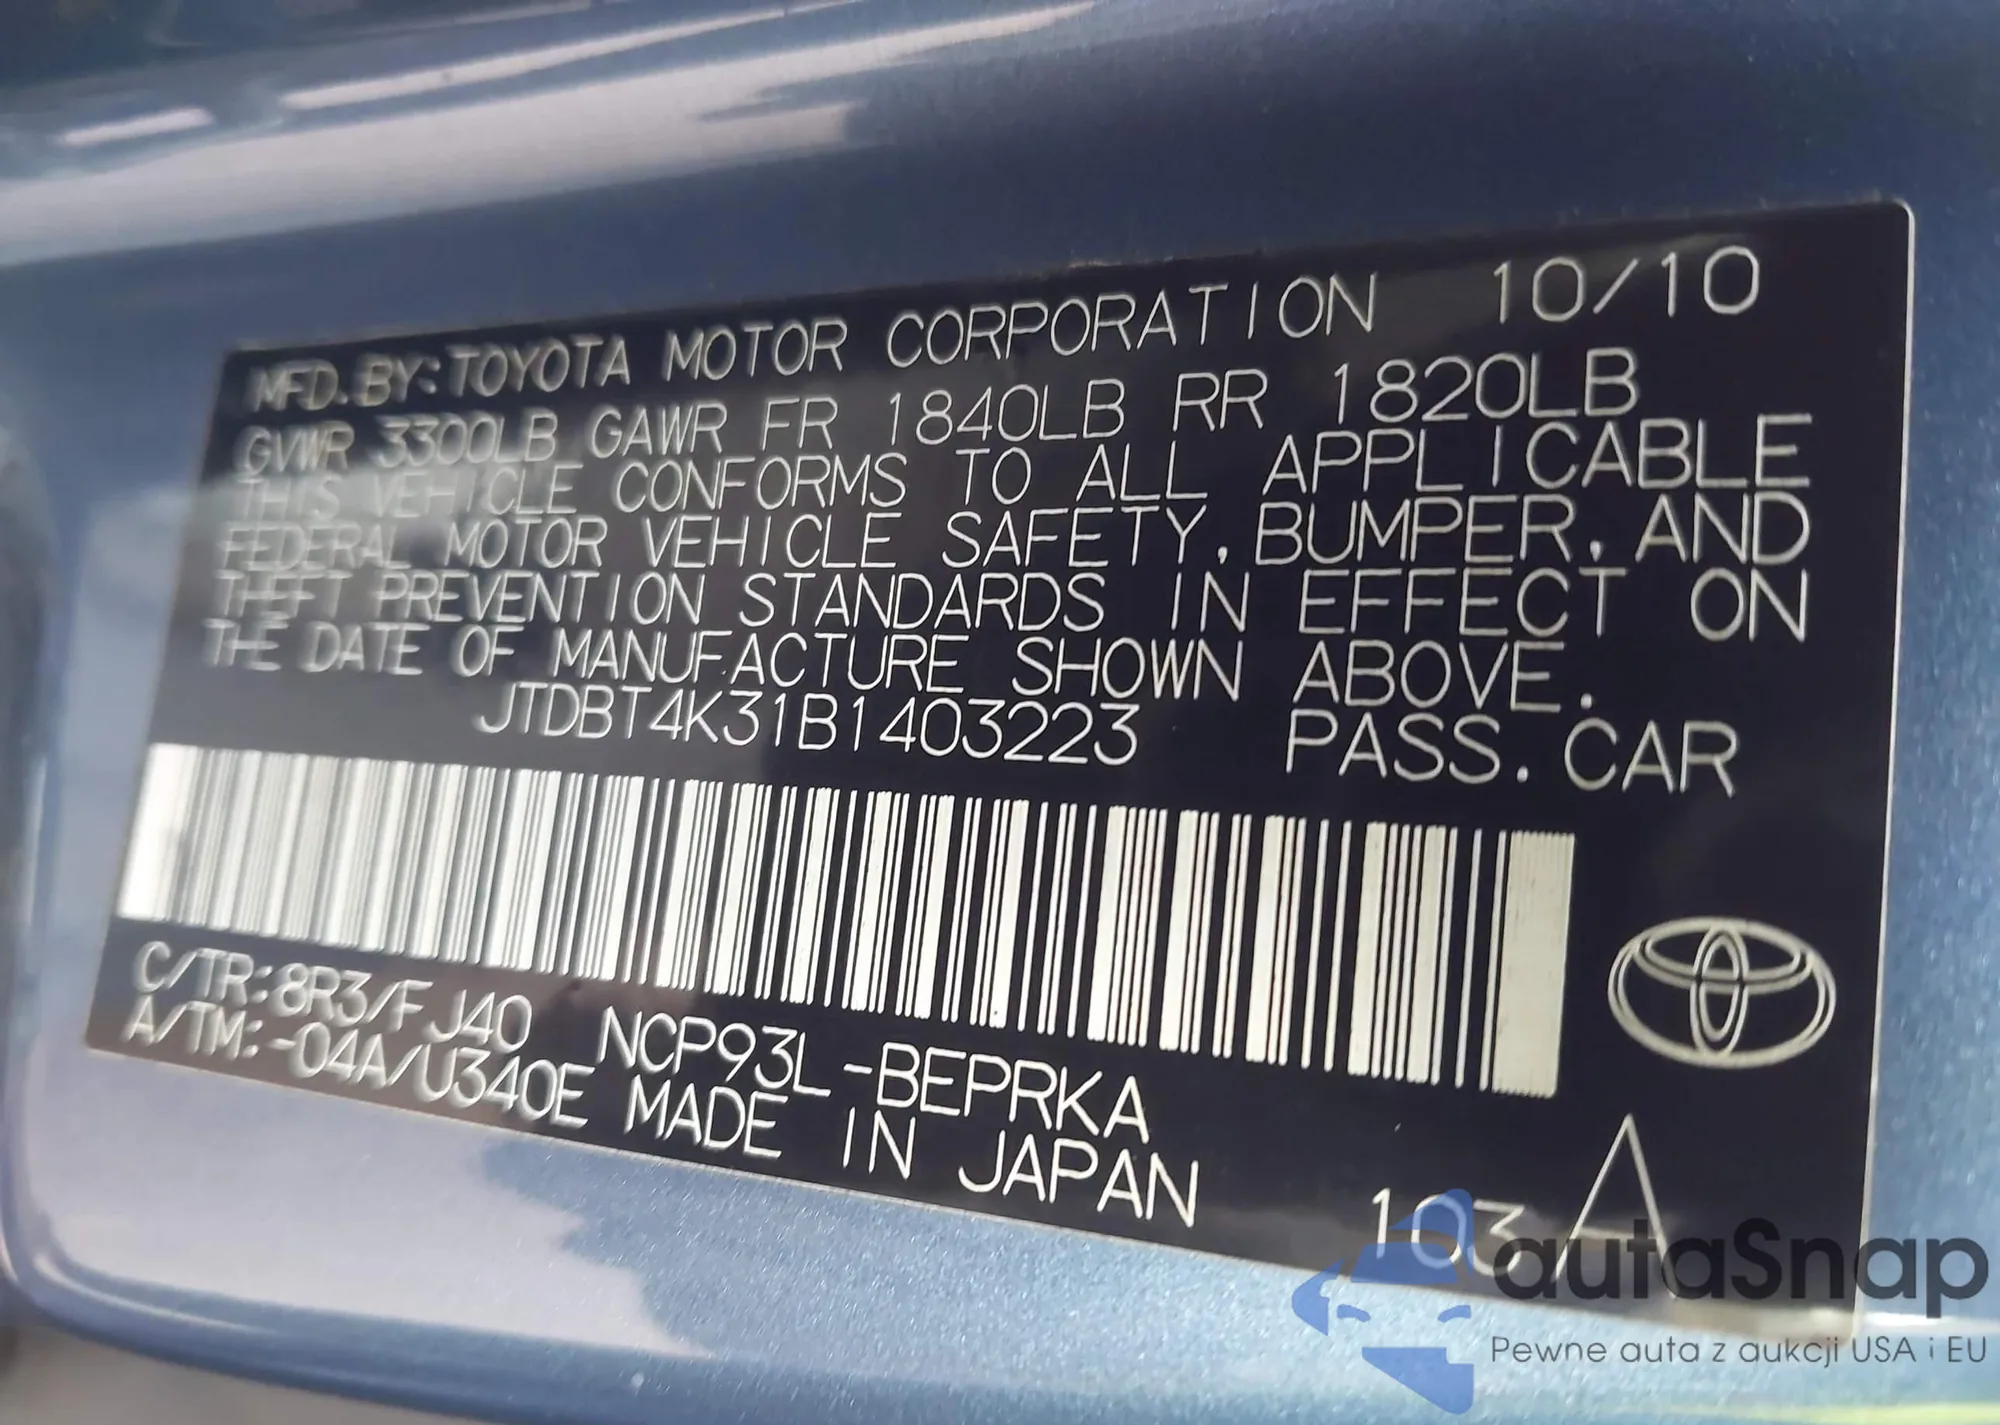 MFD.BY:TOYOTA MOTOR CORPORATION 10/10
GVWR 3300LB GAWR FR 1840LB RR 1820LB
THIS VEHICLE CONFORMS TO ALL APPLICABLE
FEDERAL MOTOR VEHICLE SAFETY, BUMPER, AND
THEFT PREVENTION STANDARDS IN EFFECT ON
THE DATE OF MANUFACTURE SHOWN ABOVE.
JTDBT4K31B1403223 PASS. CAR
C/TR:8R3/FJ40 NCP93L-BEPRKA
A/TM:-04A/U340E MADE IN JAPAN
103 A
autaSnap
Pewne auta z aukcji USA i EU